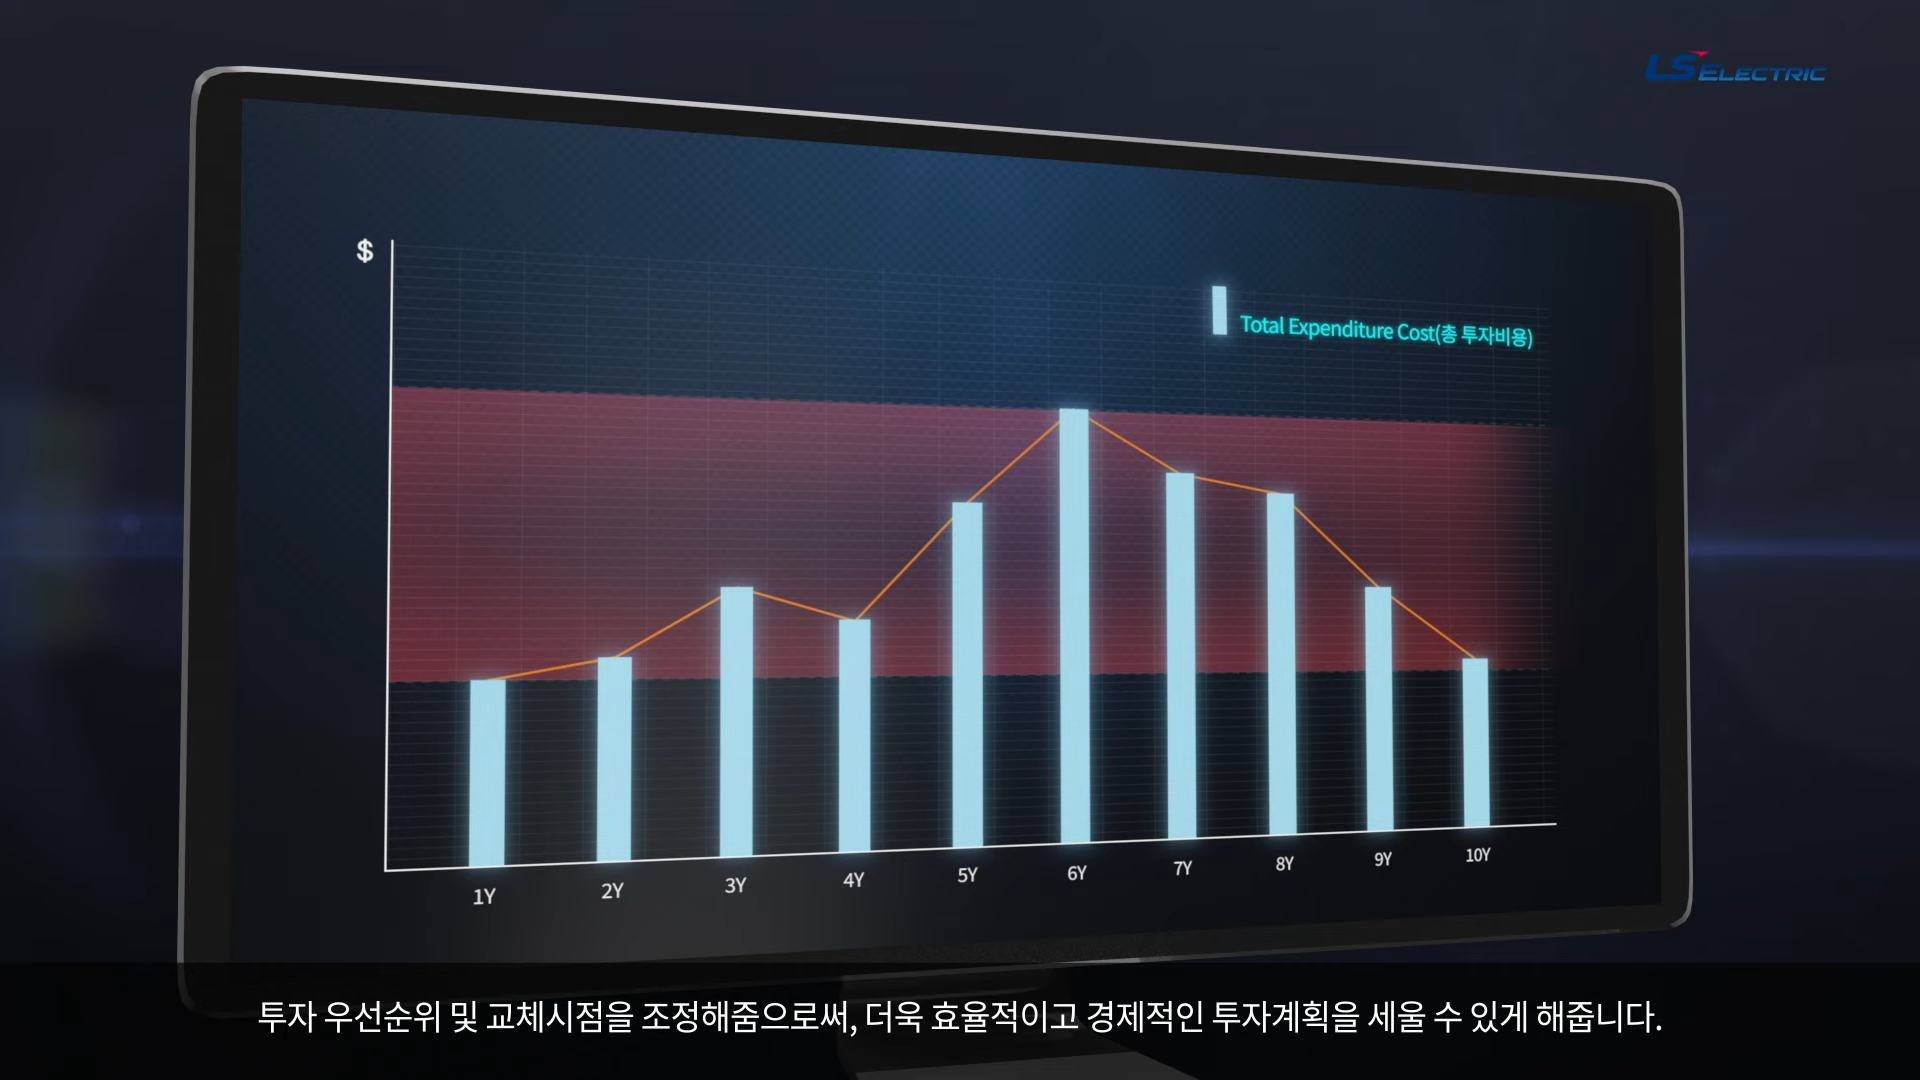 LS ELECTRIC
$
Total Expenditure Cost(총 투자비용)
1Y 2Y 3Y 4Y 5Y 6Y 7Y 8Y 9Y 10Y
투자 우선순위 및 교체시점을 조정해줌으로써, 더욱 효율적이고 경제적인 투자계획을 세울 수 있게 해줍니다.